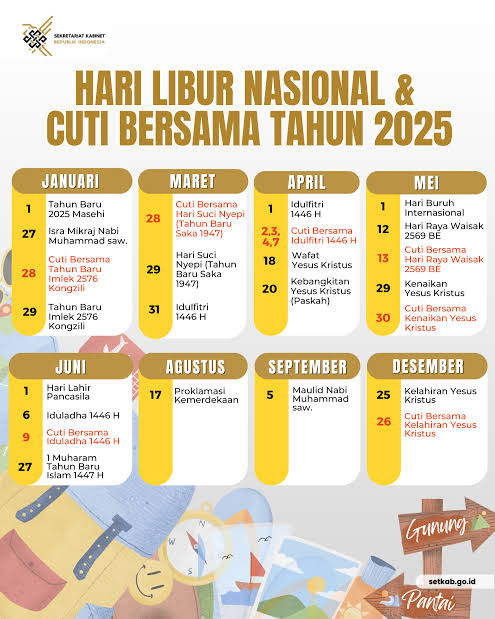 SEKRETARIAT KABINET
REPUBLIK INDONESIA
HARI LIBUR NASIONAL &
CUTI BERSAMA TAHUN 2025
JANUARI
1 Tahun Baru
2025 Masehi
27 Isra Mikraj Nabi
Muhammad saw.
28 Cuti Bersama
Tahun Baru
Imlek 2576
Kongzili
29 Tahun Baru
Imlek 2576
Kongzili
MARET
28 Cuti Bersama
Hari Suci Nyepi
(Tahun Baru
Saka 1947)
29 Hari Suci
Nyepi (Tahun
Baru Saka
1947)
31 Idulfitri
1446 H
APRIL
1 Idulfitri
1446 H
2,3,
4,7 Cuti Bersama
Idulfitri 1446 H
18 Wafat
Yesus Kristus
20 Kebangkitan
Yesus Kristus
(Paskah)
MEI
1 Hari Buruh
Internasional
12 Hari Raya Waisak
2569 BE
13 Cuti Bersama
Hari Raya Waisak
2569 BE
29 Kenaikan
Yesus Kristus
30 Cuti Bersama
Kenaikan Yesus
Kristus
JUNI
1 Hari Lahir
Pancasila
6 Iduladha 1446 H
9 Cuti Bersama
Iduladha 1446 H
27 1 Muharam
Tahun Baru
Islam 1447 H
AGUSTUS
17 Proklamasi
Kemerdekaan
SEPTEMBER
5 Maulid Nabi
Muhammad
saw.
DESEMBER
25 Kelahiran Yesus
Kristus
26 Cuti Bersama
Kelahiran Yesus
Kristus
Gunung
setkab.go.id
Pantai